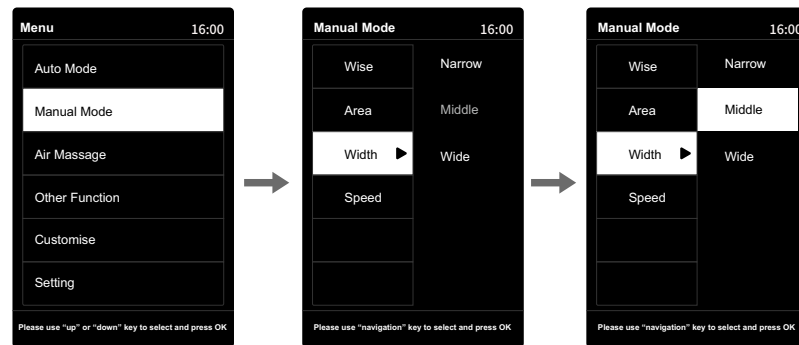 Menu 16:00
Auto Mode
Manual Mode
Air Massage
Other Function
Customise
Setting
Please use “up” or “down” key to select and press OK
Manual Mode 16:00
Wise Narrow
Area Middle
Width Wide
Speed
Please use “navigation” key to select and press OK
Manual Mode 16:00
Wise Narrow
Area Middle
Width Wide
Speed
Please use “navigation” key to select and press OK